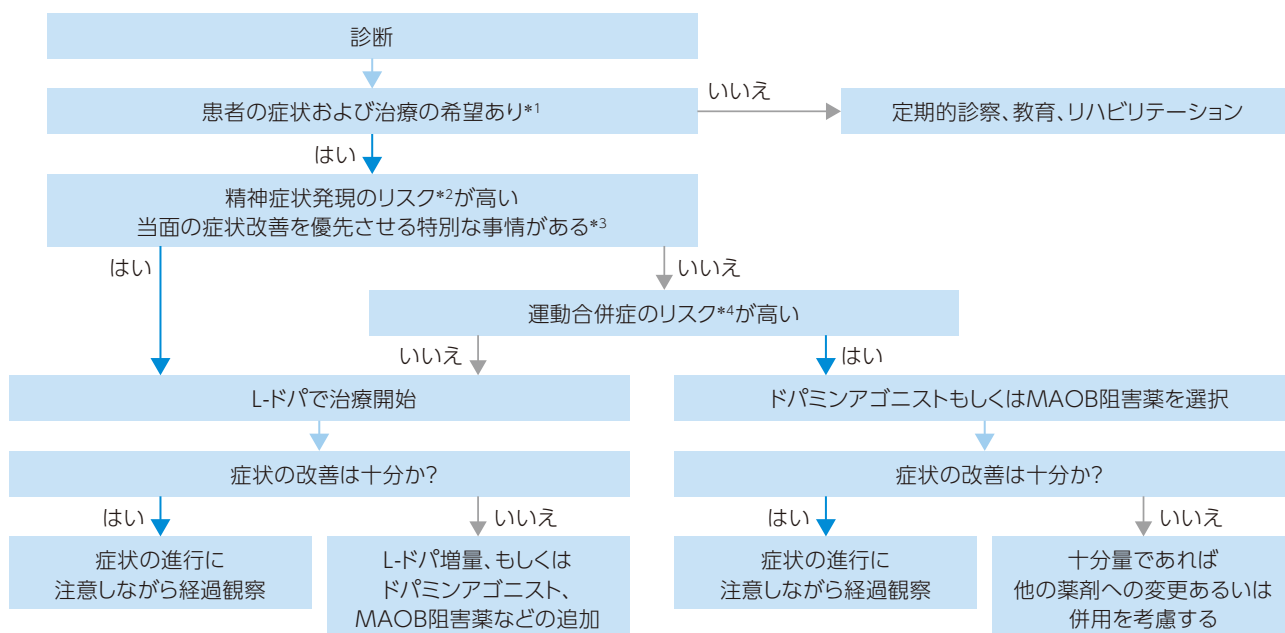 診断
患者の症状および治療の希望あり*1
いいえ
定期的診察、教育、リハビリテーション
はい
精神症状発現のリスク*2が高い
当面の症状改善を優先させる特別な事情がある*3
はい
いいえ
運動合併症のリスク*4が高い
いいえ
はい
L-ドパで治療開始
ドパミンアゴニストもしくはMAOB阻害薬を選択
症状の改善は十分か?
症状の改善は十分か?
はい
いいえ
はい
いいえ
症状の進行に
注意しながら経過観察
L-ドパ増量、もしくは
ドパミンアゴニスト、
MAOB阻害薬などの追加
症状の進行に
注意しながら経過観察
十分量であれば
他の薬剤への変更あるいは
併用を考慮する